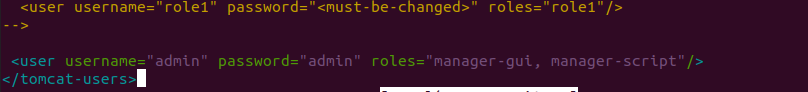 <user username="role1" password="<must-be-changed>" roles="role1"/>
-->
<user username="admin" password="admin" roles="manager-gui, manager-script"/>
</tomcat-users>